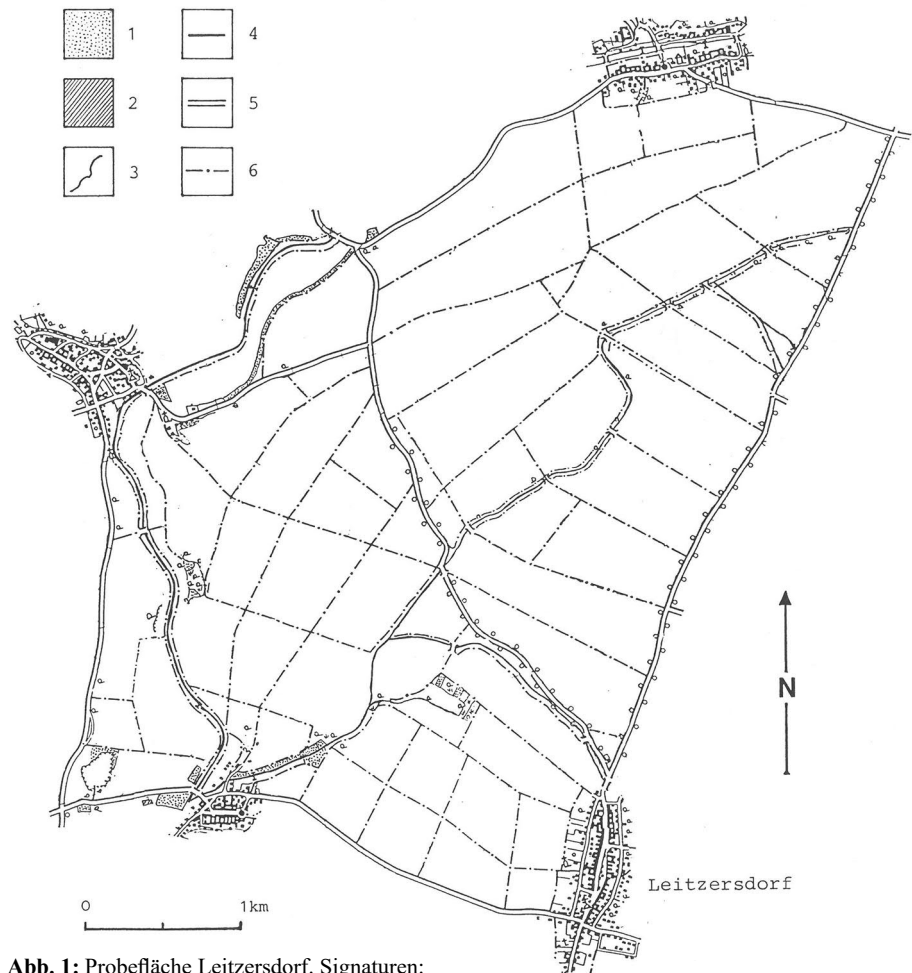 1 4
2 5
3 6
N
Leitzersdorf
0 1km
Abb. 1: Probefläche Leitzersdorf. Signaturen: